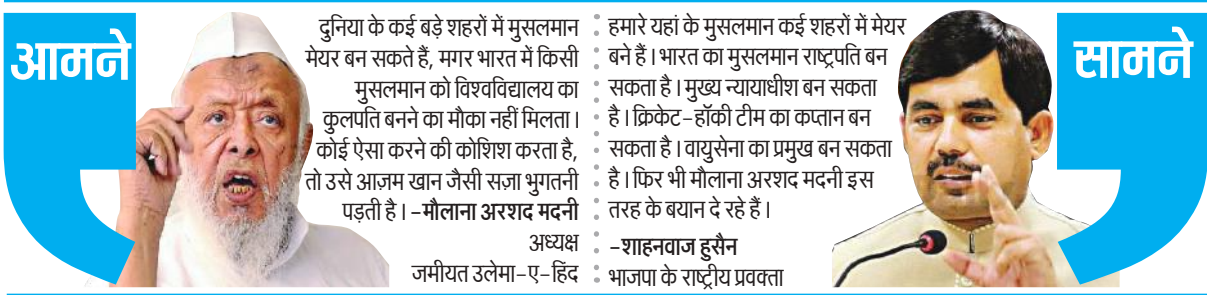 आमने
दुनिया के कई बड़े शहरों में मुसलमान
मेयर बन सकते हैं, मगर भारत में किसी
मुसलमान को विश्वविद्यालय का
कुलपति बनने का मौका नहीं मिलता।
कोई ऐसा करने की कोशिश करता है,
तो उसे आज़म खान जैसी सज़ा भुगतनी
पड़ती है। -मौलाना अरशद मदनी
अध्यक्ष
जमीयत उलेमा-ए-हिंद
हमारे यहां के मुसलमान कई शहरों में मेयर
बने हैं। भारत का मुसलमान राष्ट्रपति बन
सकता है। मुख्य न्यायाधीश बन सकता
है। क्रिकेट-हॉकी टीम का कप्तान बन
सकता है। वायुसेना का प्रमुख बन सकता
है। फिर भी मौलाना अरशद मदनी इस
तरह के बयान दे रहे हैं।
-शाहनवाज हुसैन
भाजपा के राष्ट्रीय प्रवक्ता
सामने